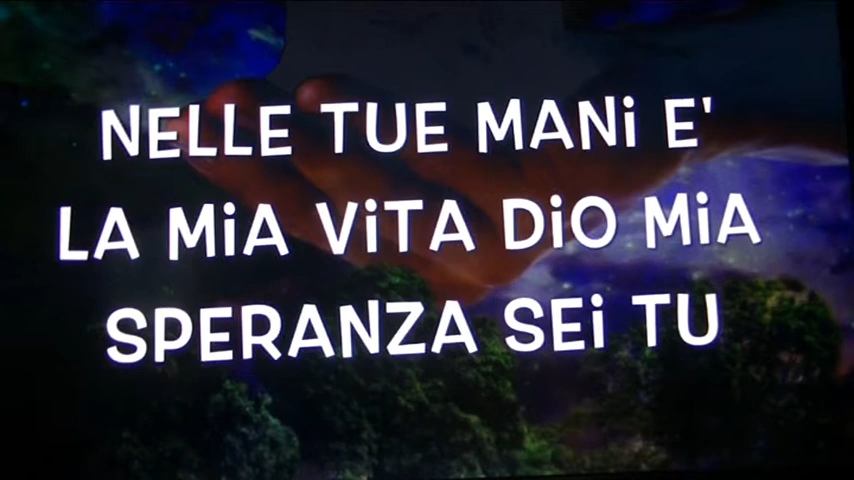 NELLE TUE MANi E'
LA MiA ViTA DiO MiA
SPERANZA SEi TU